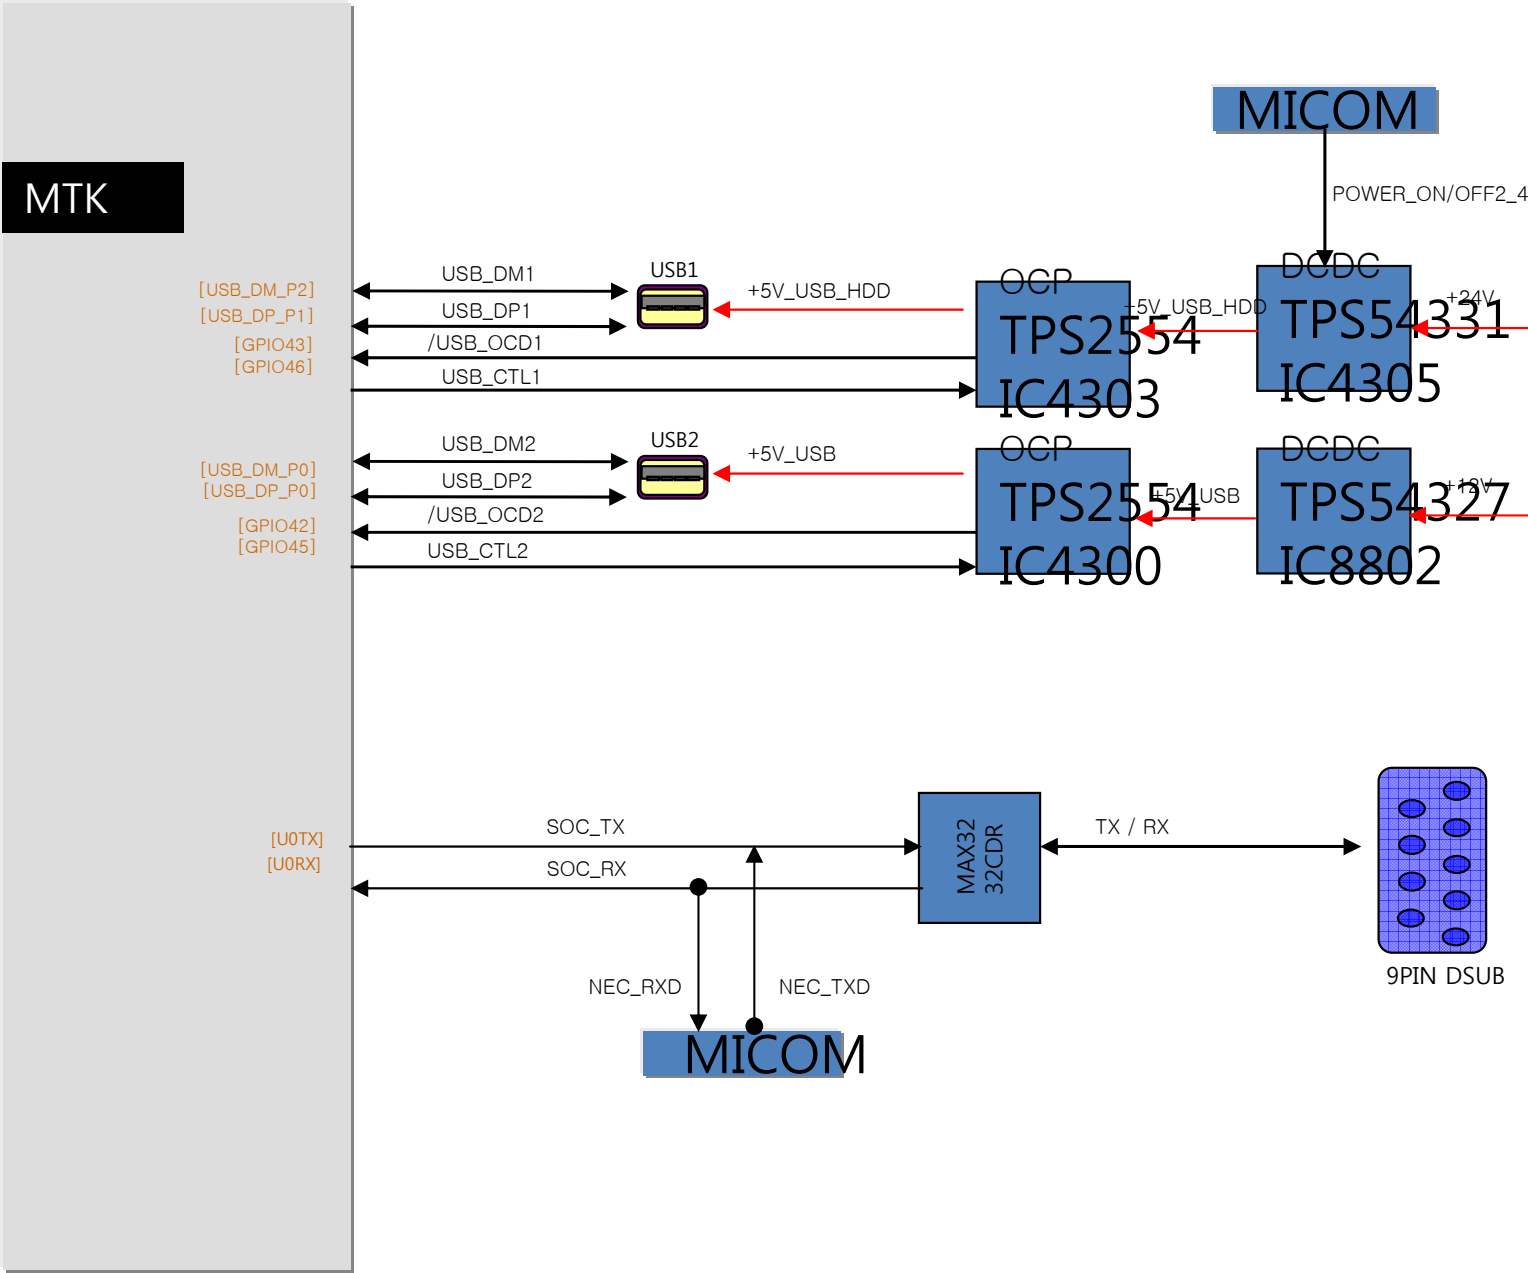 MICOM
POWER_ON/OFF2_4
MTK
[USB_DM_P2]
[USB_DP_P1]
[GPIO43]
[GPIO46]
USB_DM1
USB_DP1
/USB_OCD1
USB_CTL1
USB1
+5V_USB_HDD
OCP
TPS2554
IC4303
+5V_USB_HDD
DCDC
TPS54331
IC4305
+24V
[USB_DM_P0]
[USB_DP_P0]
[GPIO42]
[GPIO45]
USB_DM2
USB_DP2
/USB_OCD2
USB_CTL2
USB2
+5V_USB
OCP
TPS2554
IC4300
+5V_USB
DCDC
TPS54327
IC8802
+12V
[U0TX]
[U0RX]
SOC_TX
SOC_RX
MAX32
32CDR
TX / RX
9PIN DSUB
NEC_RXD
NEC_TXD
MICOM